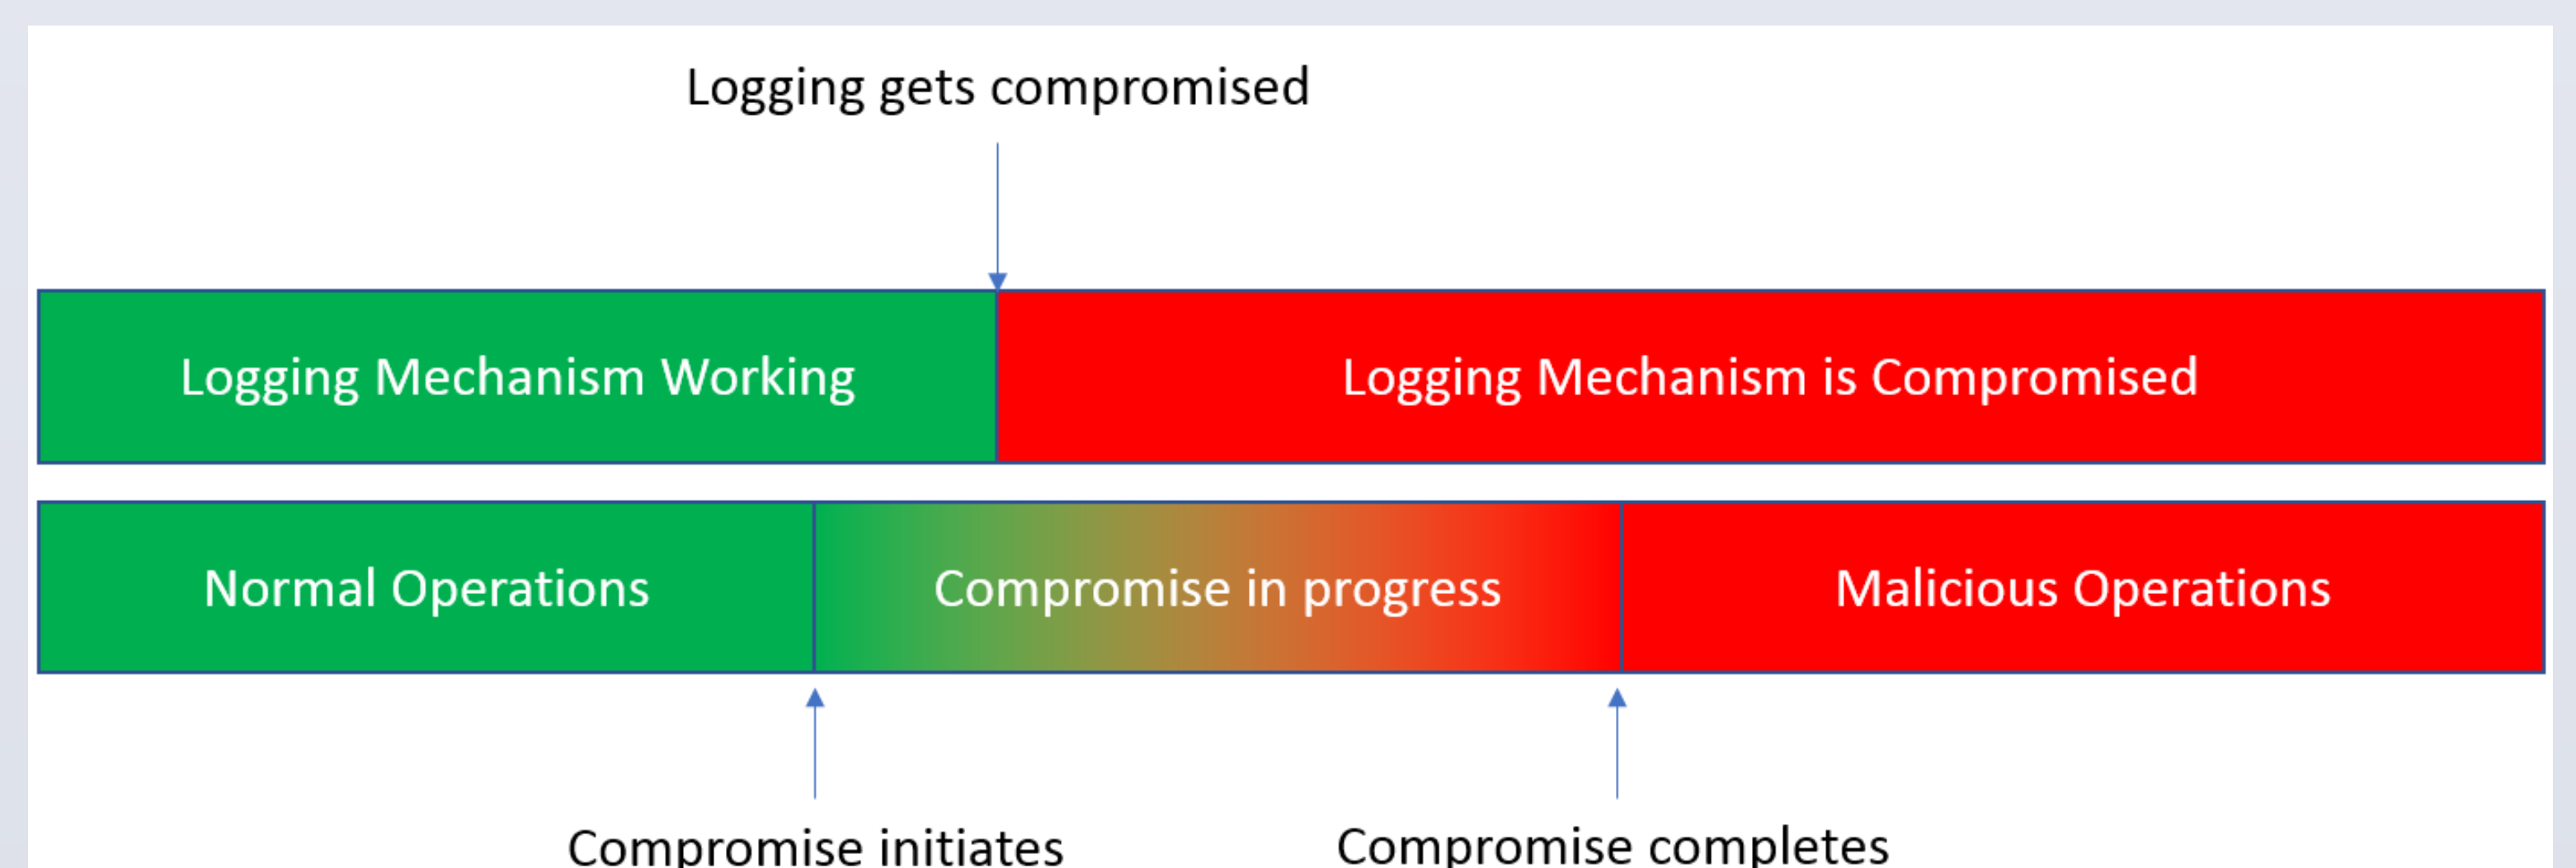 Logging gets compromised
Logging Mechanism Working
Logging Mechanism is Compromised
Normal Operations
Compromise in progress
Malicious Operations
Compromise initiates
Compromise completes